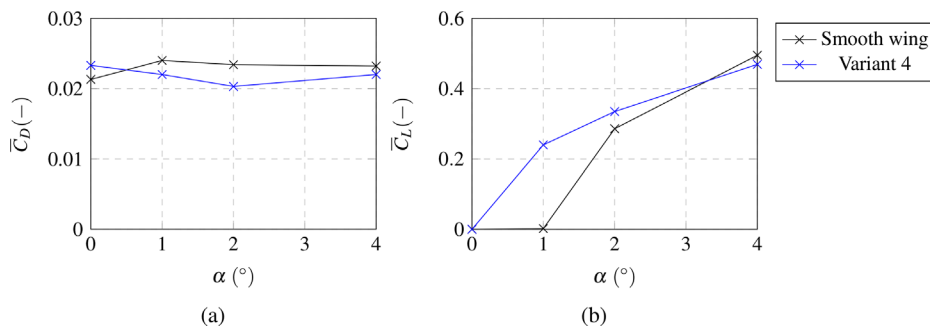 0.03
0.02
0.01
0
C̅_D(−)
0 1 2 3 4
α (°)
(a)
0.6
0.4
0.2
0
C̅_L(−)
0 1 2 3 4
α (°)
(b)
Smooth wing
Variant 4